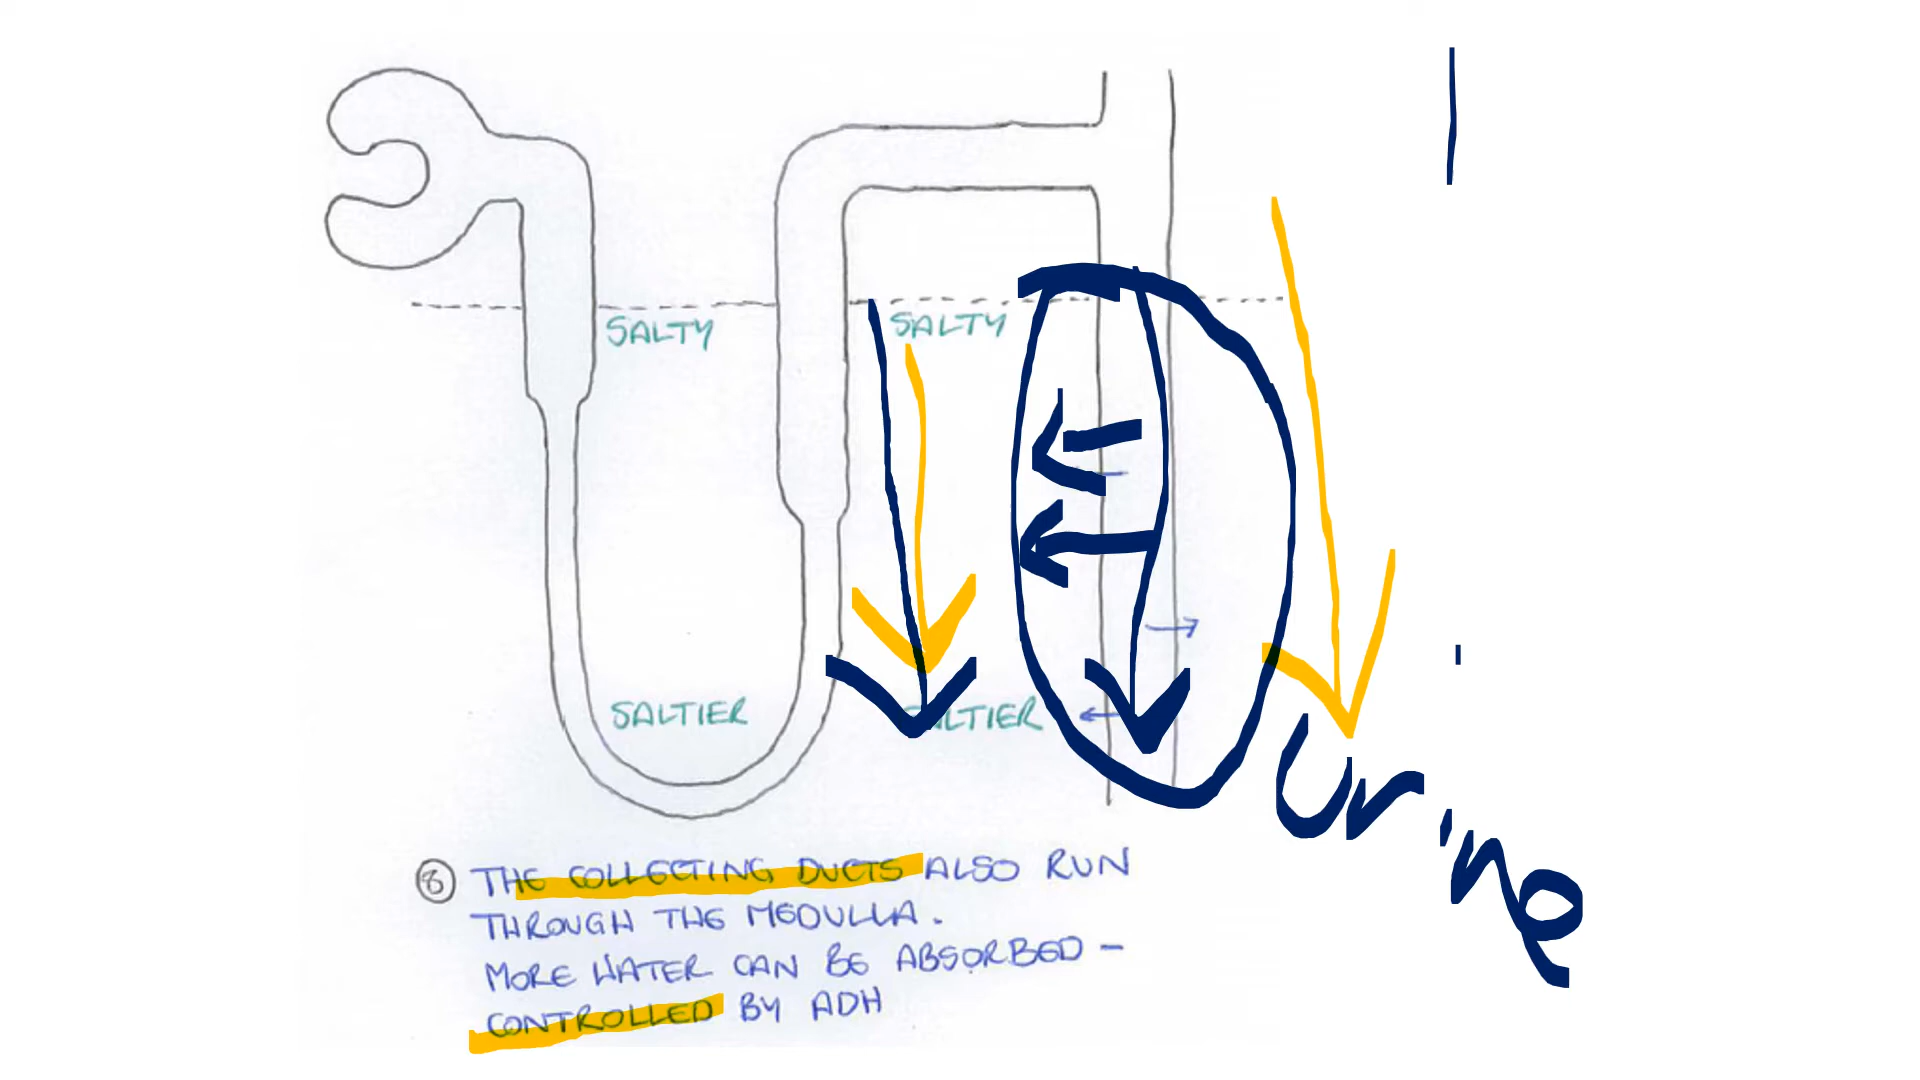 SALTY
SALTY
SALTIER
SALTIER
Urine
8 THE COLLECTING DUCTS ALSO RUN
THROUGH THE MEDULLA.
MORE WATER CAN BE ABSORBED -
CONTROLLED BY ADH